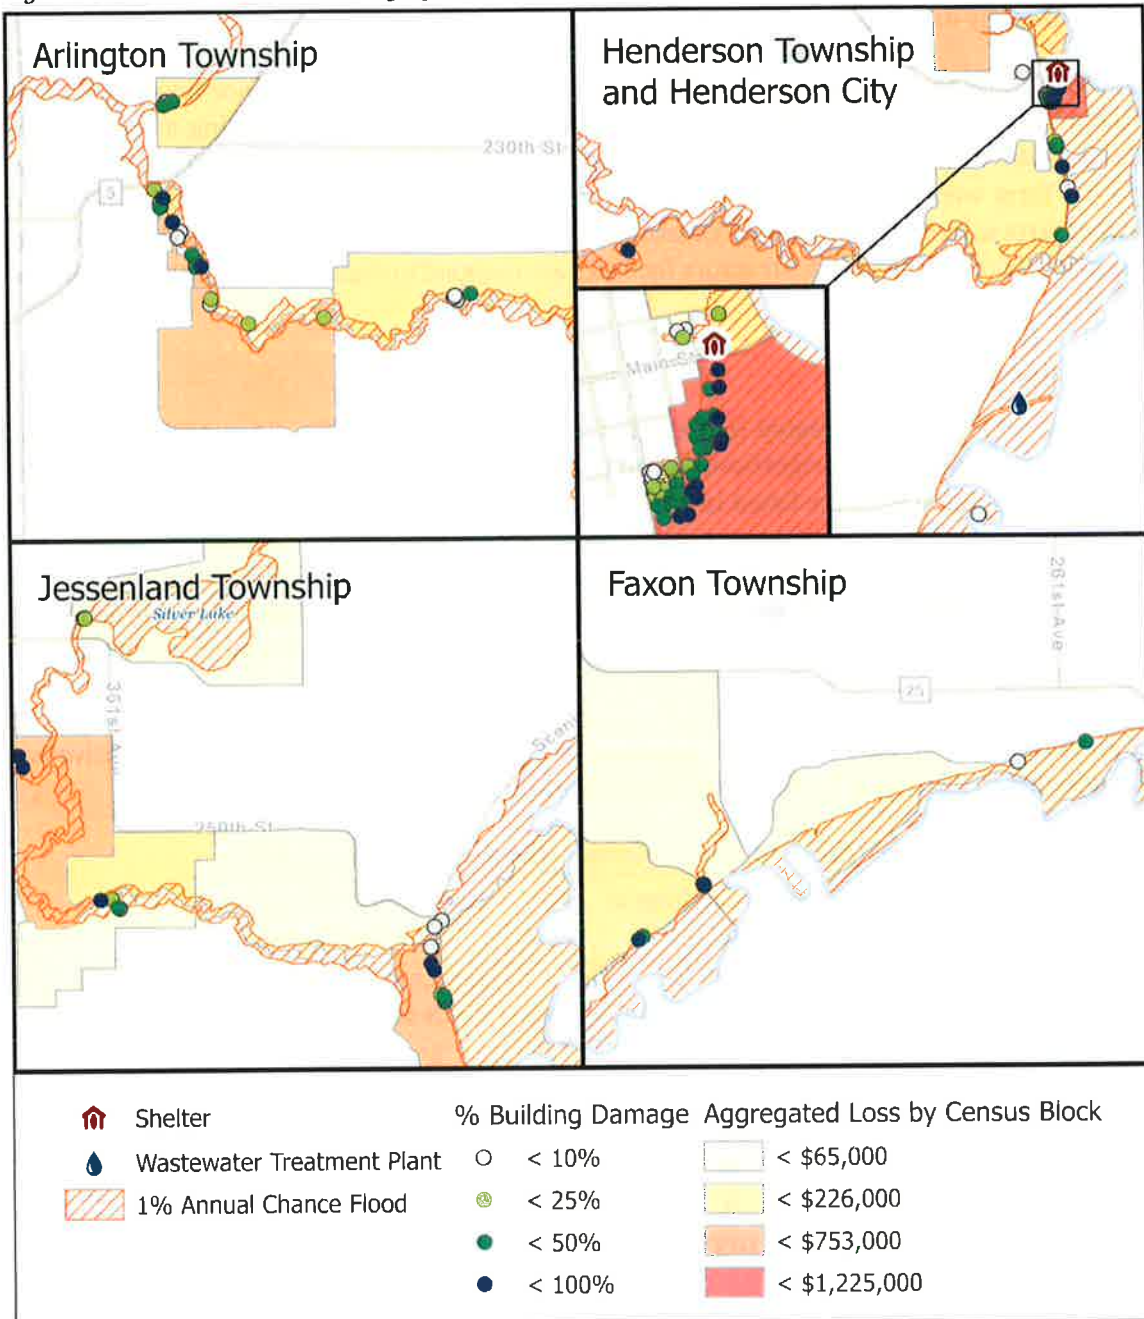 Arlington Township
230th St
5
Henderson Township
and Henderson City
Main St
Jessenland Township
Silver Lake
361st Ave
250th St
Scenic
Faxon Township
261st Ave
25
Shelter
Wastewater Treatment Plant
1% Annual Chance Flood
% Building Damage
< 10%
< 25%
< 50%
< 100%
Aggregated Loss by Census Block
< $65,000
< $226,000
< $753,000
< $1,225,000